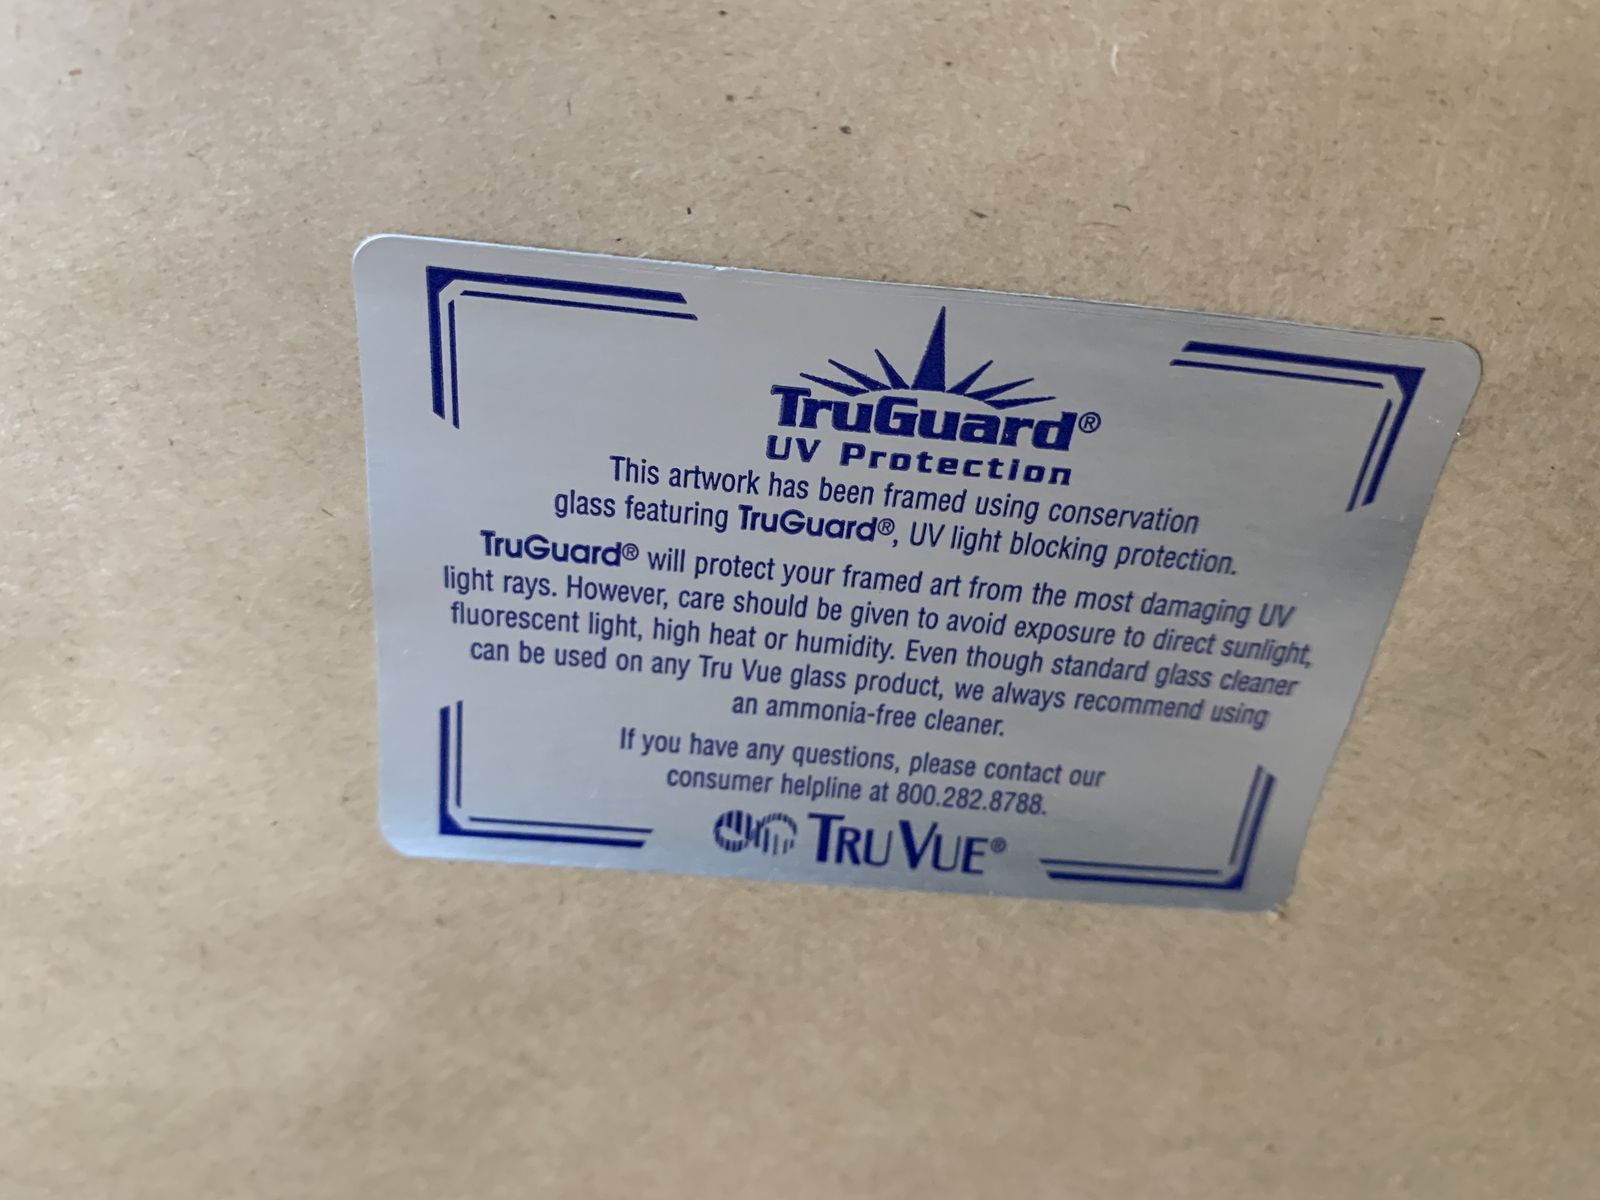 TruGuard®
UV Protection
This artwork has been framed using conservation
glass featuring TruGuard®, UV light blocking protection.
TruGuard® will protect your framed art from the most damaging UV
light rays. However, care should be given to avoid exposure to direct sunlight,
fluorescent light, high heat or humidity. Even though standard glass cleaner
can be used on any Tru Vue glass product, we always recommend using
an ammonia-free cleaner.
If you have any questions, please contact our
consumer helpline at 800.282.8788.
TRU VUE®